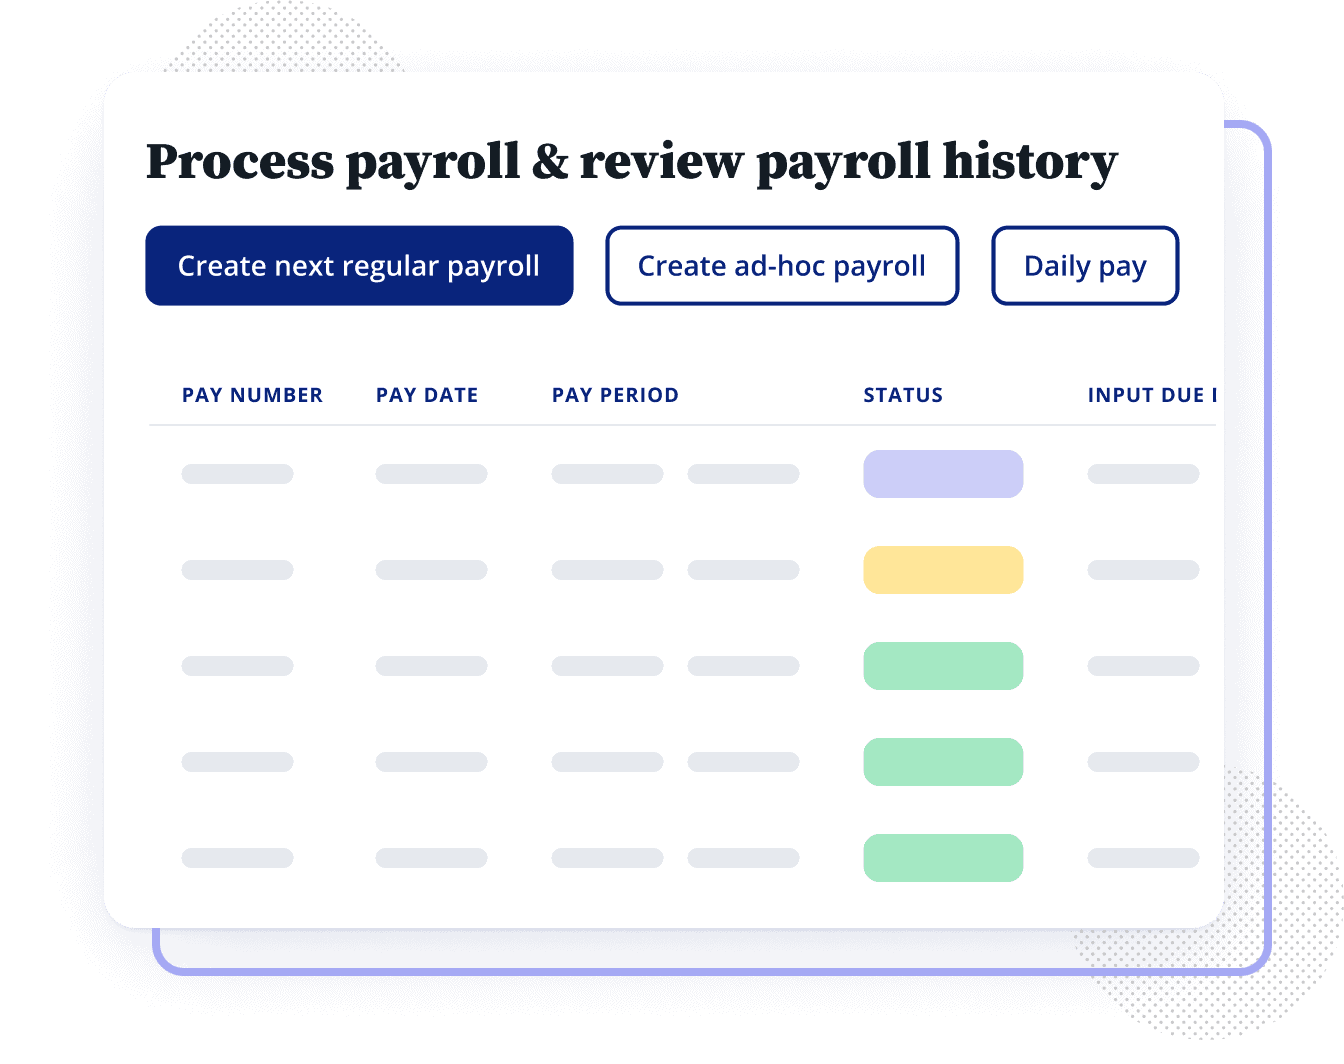 Process payroll & review payroll history
Create next regular payroll
Create ad-hoc payroll
Daily pay
PAY NUMBER PAY DATE PAY PERIOD STATUS INPUT DUE